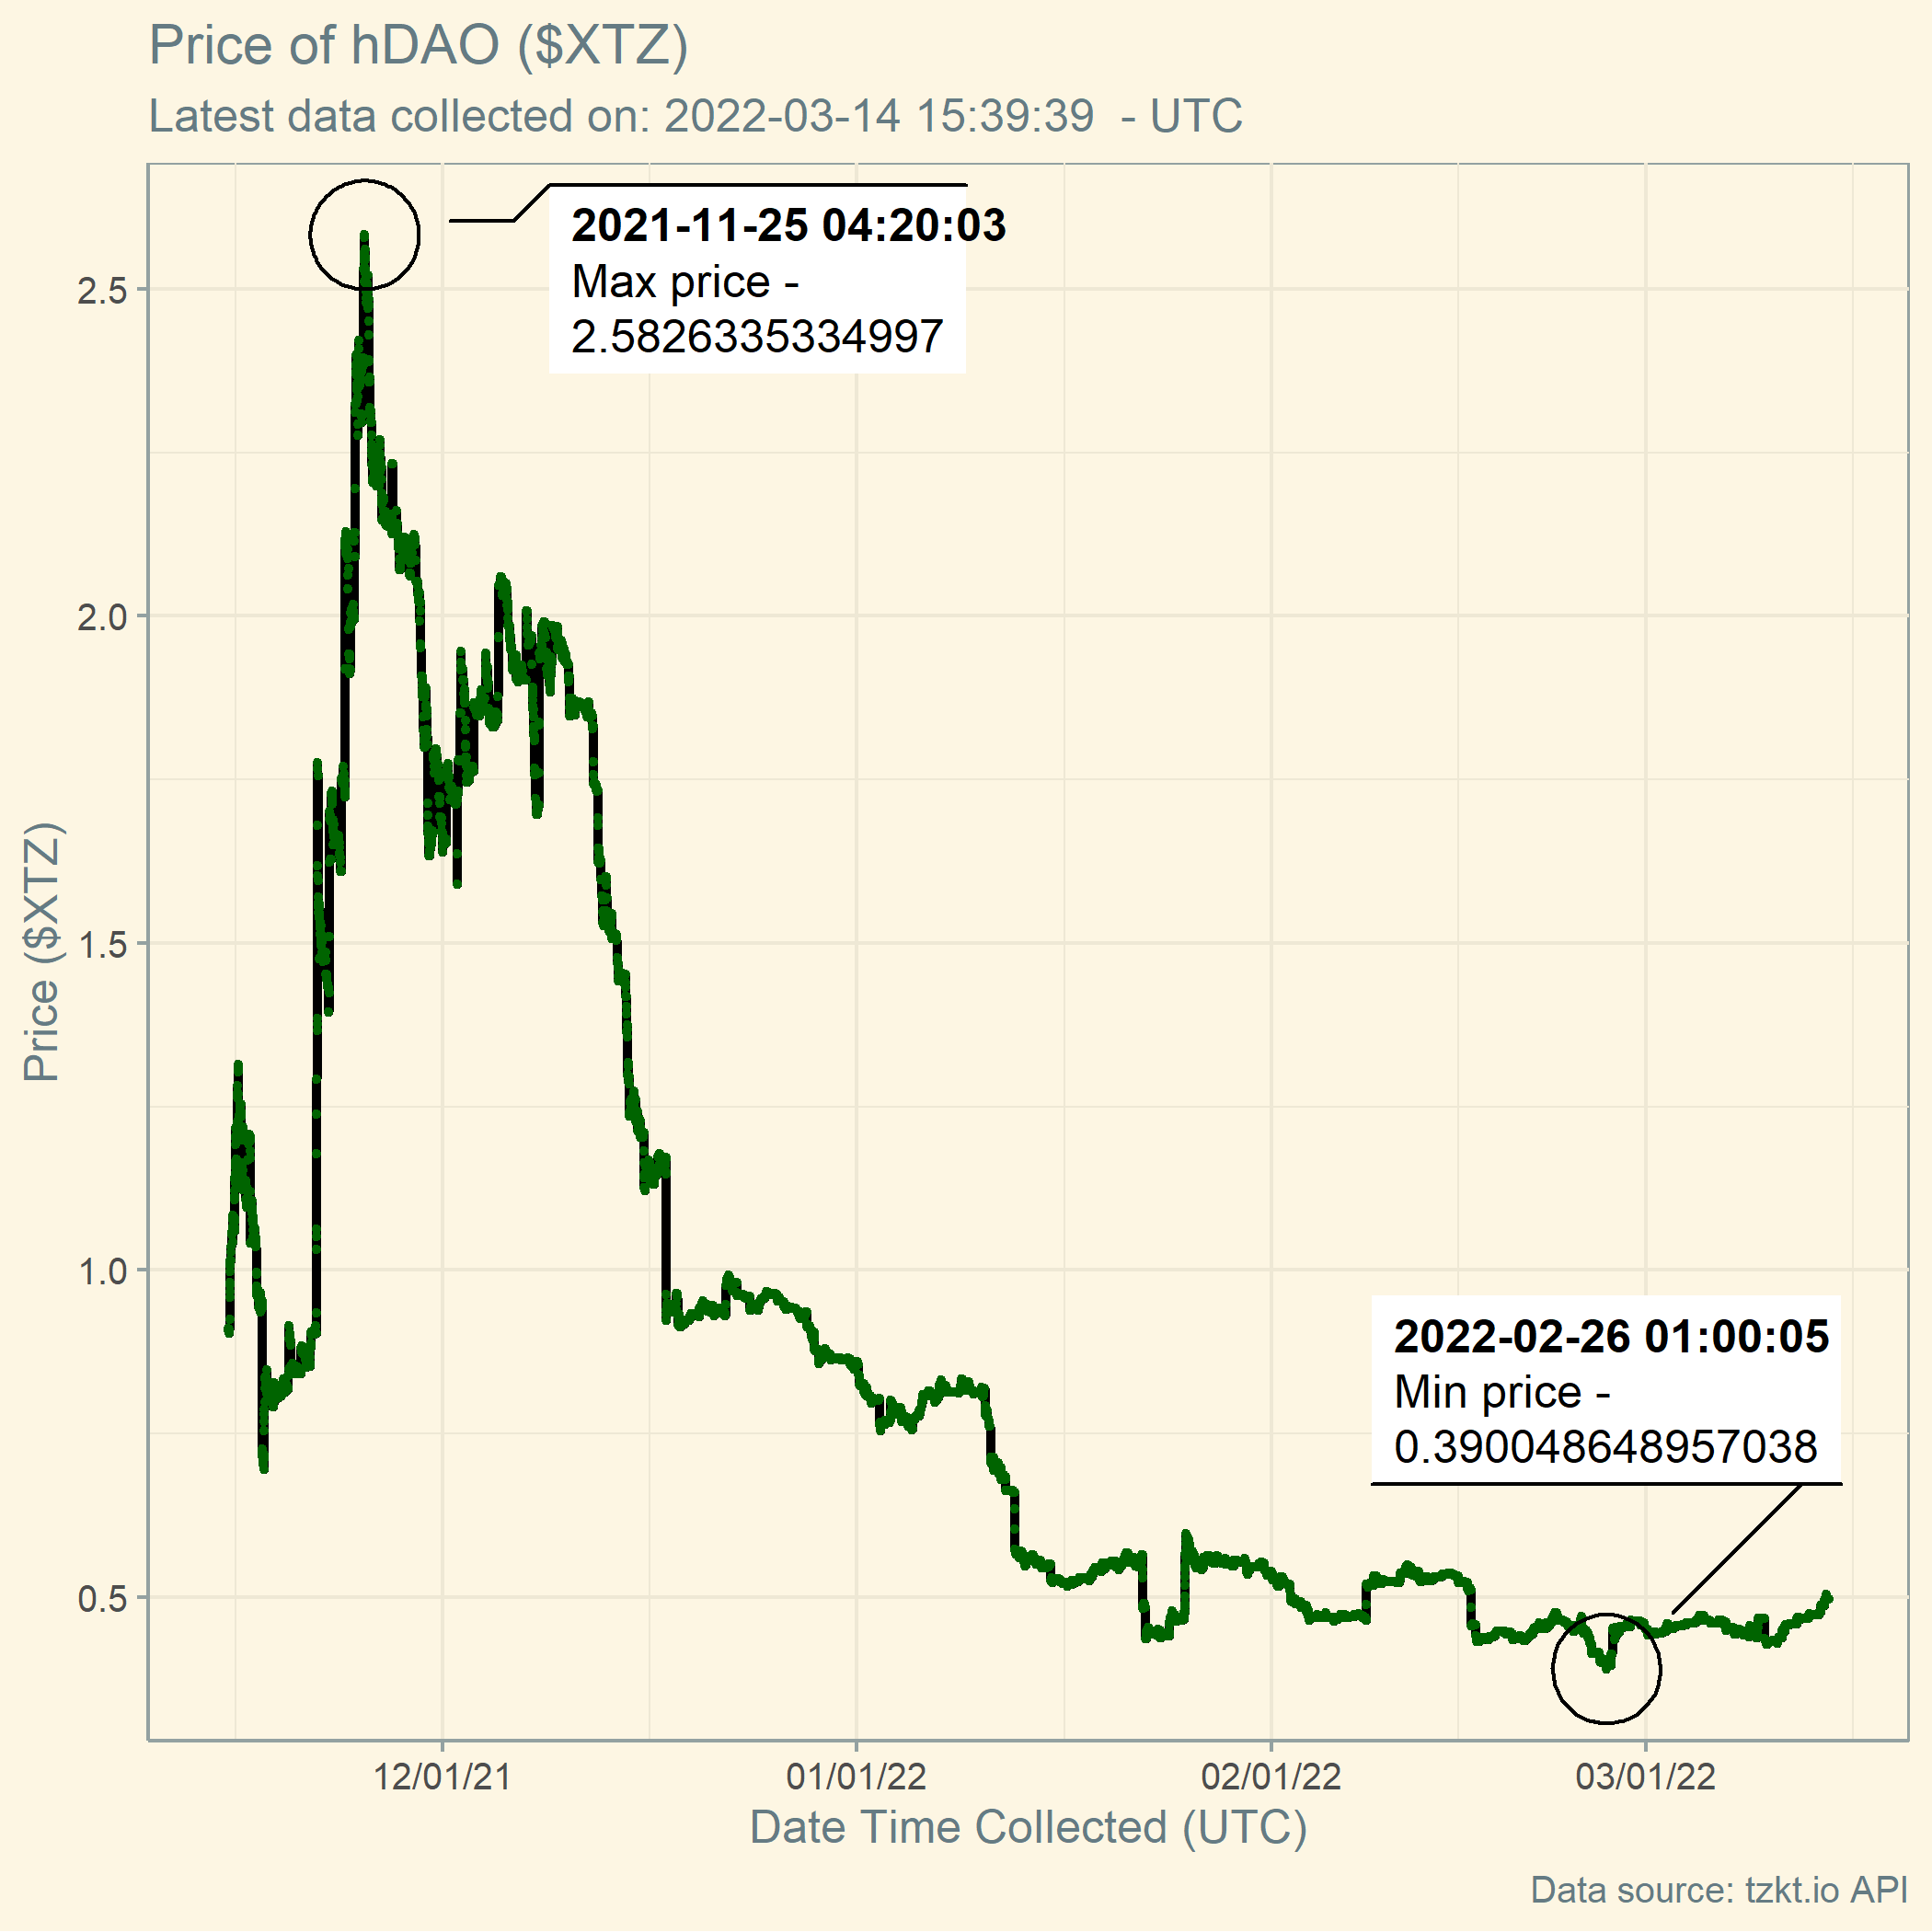 Price of hDAO ($XTZ)
Latest data collected on: 2022-03-14 15:39:39  - UTC
2021-11-25 04:20:03
Max price -
2.5826335334997
2.5
2.0
1.5
1.0
0.5
Price ($XTZ)
2022-02-26 01:00:05
Min price -
0.390048648957038
12/01/21
01/01/22
02/01/22
03/01/22
Date Time Collected (UTC)
Data source: tzkt.io API